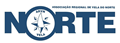 ASSOCIAÇÃO REGIONAL DE VELA DO NORTE
NORTE